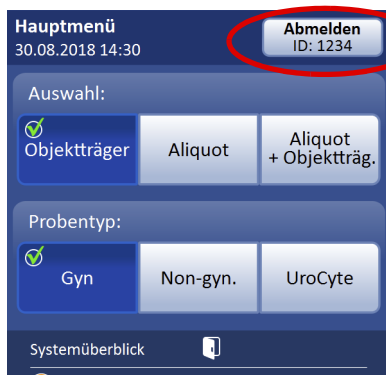 Hauptmenü
30.08.2018 14:30
Abmelden
ID: 1234
Auswahl:
Objektträger
Aliquot
Aliquot
+ Objektträg.
Probentyp:
Gyn
Non-gyn.
UroCyte
Systemüberblick